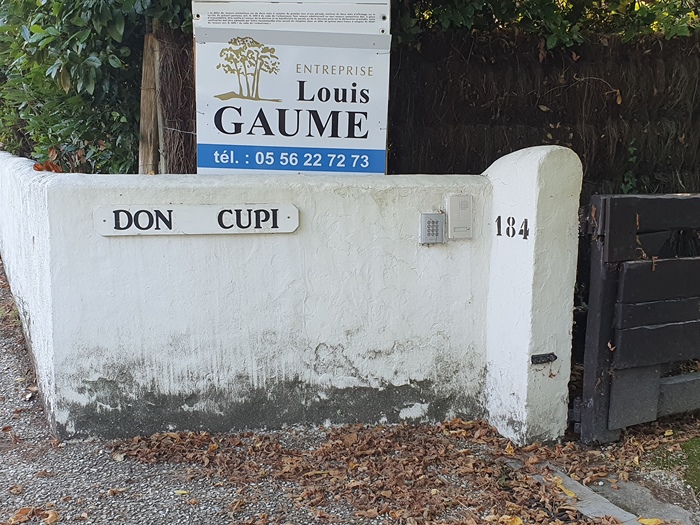 ENTREPRISE
Louis
GAUME
tél. : 05 56 22 72 73
DON CUPI
184